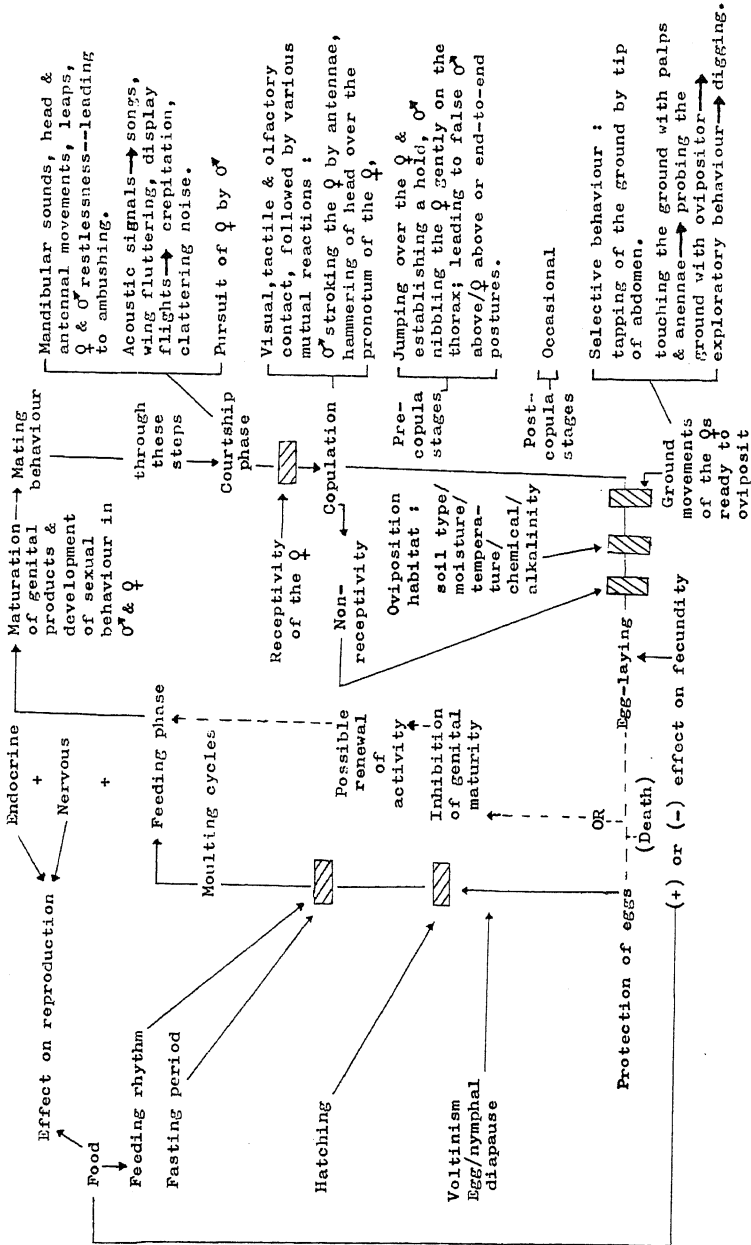 Effect on reproduction
Food
Feeding rhythm
Fasting period
Hatching
Voltinism
Egg/nymphal
diapause
Protection of eggs
Endocrine
+
Nervous
+
Feeding phase
Moulting cycles
Possible
renewal
of
activity
Inhibition
of genital
maturity
OR
(Death)
Egg-laying
(+) or (-) effect on fecundity
Maturation
of genital
products &
development
of sexual
behaviour in
♂ & ♀
Mating
behaviour
through
these
steps
Courtship
phase
Receptivity
of the ♀
Copulation
Non-
receptivity
Oviposition
habitat :
soil type/
moisture/
tempera-
ture/
chemical/
alkalinity
Pre-
copula
stages
Post-
copula
stages
Ground
movements
of the ♀s
ready to
oviposit
Mandibular sounds, head &
antennal movements, leaps,
♀ & ♂ restlessness--leading
to ambushing.
Acoustic signals→songs,
wing fluttering, display
flights→crepitation,
clattering noise.
Pursuit of ♀ by ♂
Visual,tactile & olfactory
contact, followed by various
mutual reactions :
♂ stroking the ♀ by antennae,
hammering of head over the
pronotum of the ♀,
Jumping over the ♀ &
establishing a hold, ♂
nibbling the ♀ gently on the
thorax; leading to false ♂
above/♀ above or end-to-end
postures.
Occasional
Selective behaviour :
tapping of the ground by tip
of abdomen.
touching the ground with palps
& anennae→probing the
ground with ovipositor→
exploratory behaviour→digging.